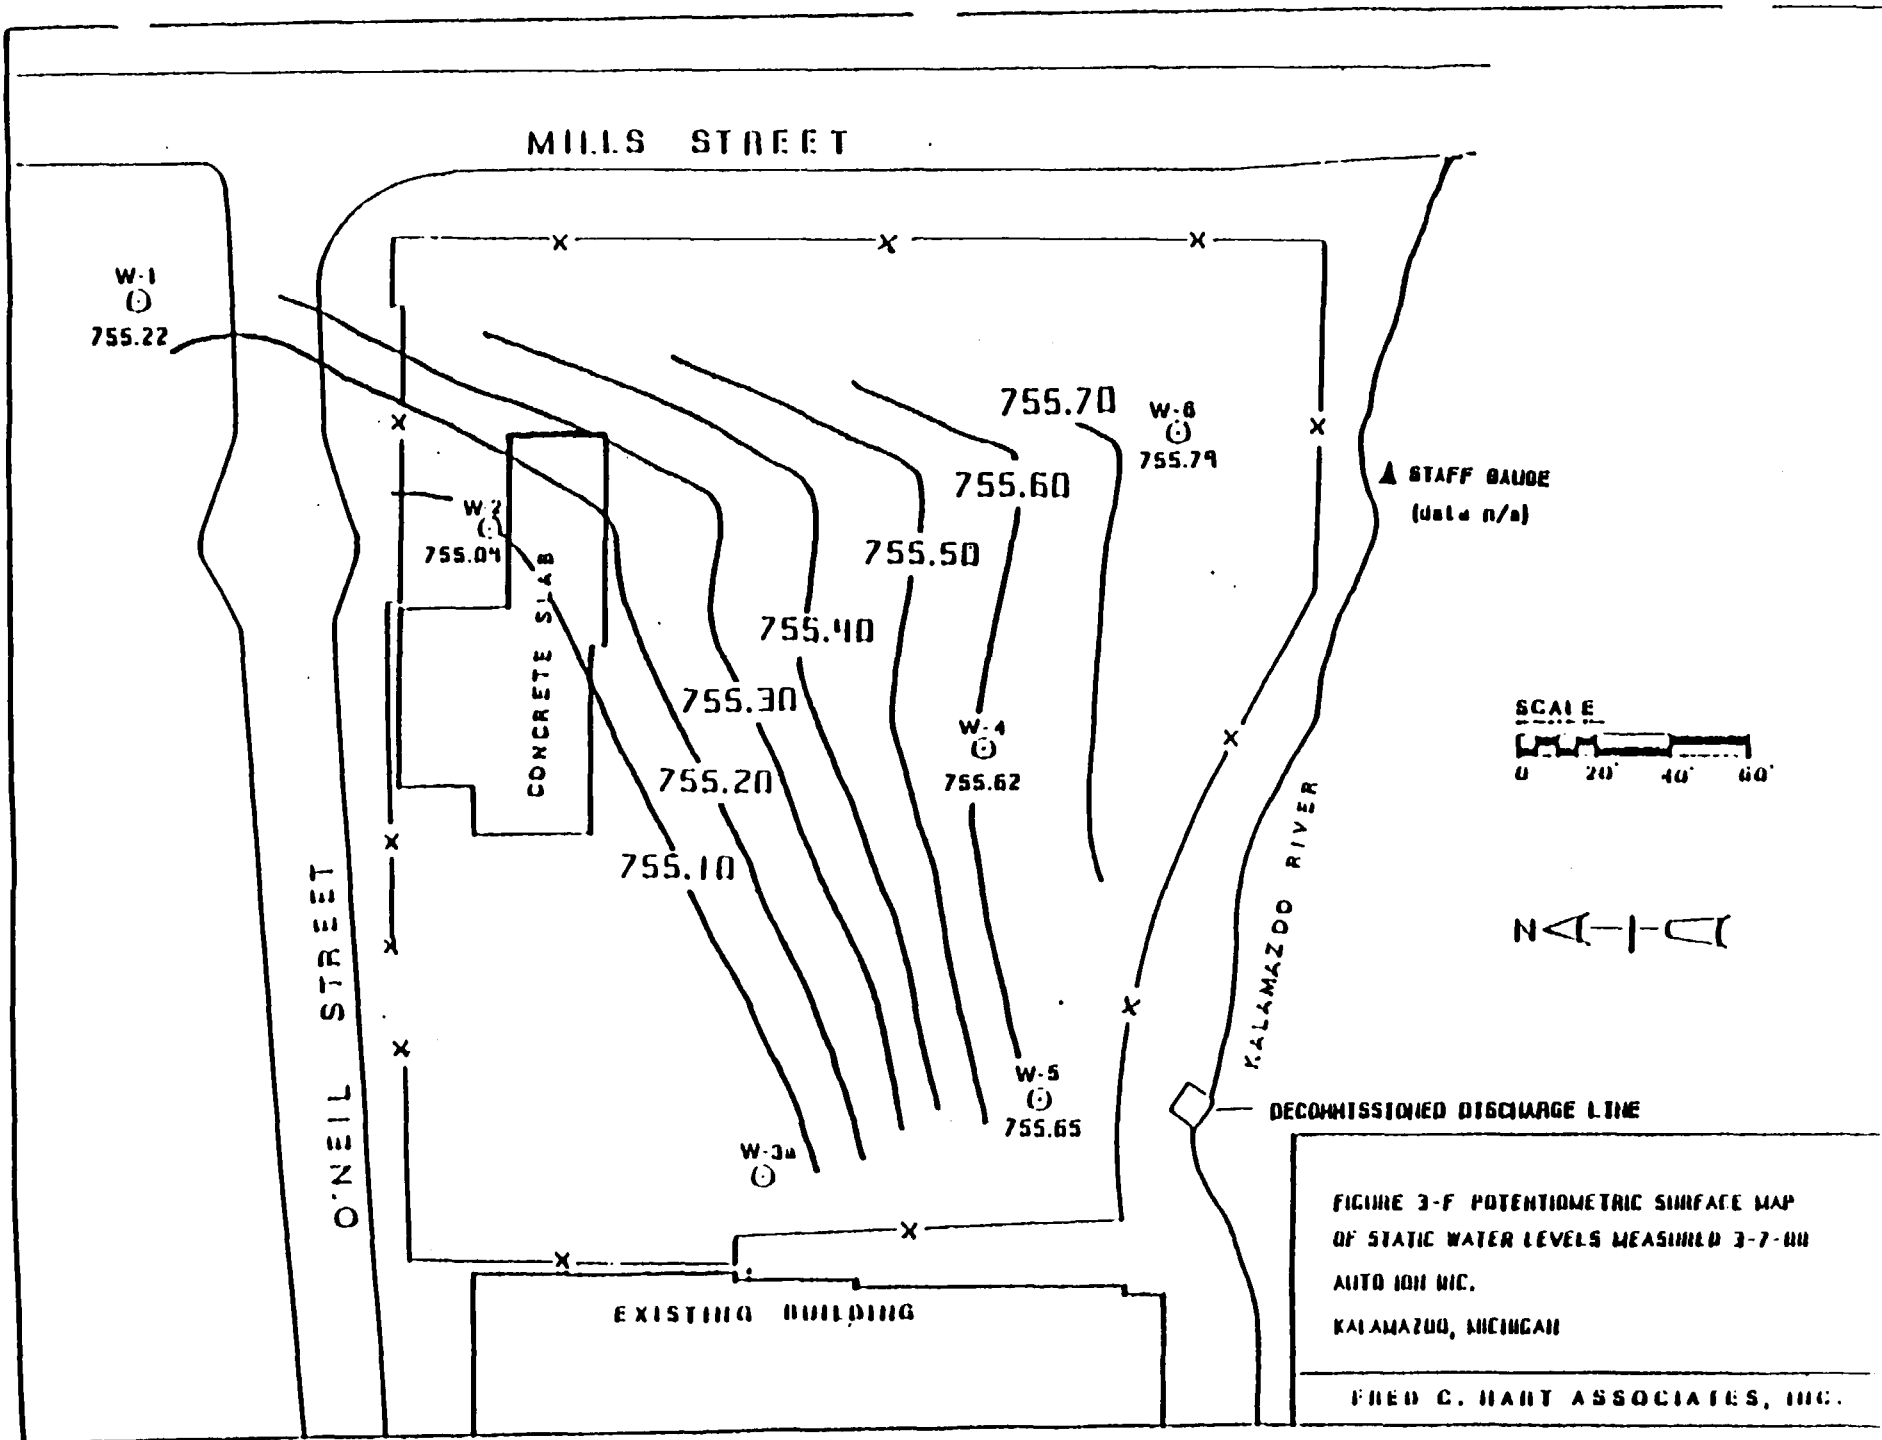 MILLS STREET
W-1
755.22
755.70
W-6
755.79
755.60
STAFF GAUGE
(data n/a)
W-2
755.04
755.50
755.40
CONCRETE SLAB
755.30
W-4
755.62
SCALE
0 20' 40' 60'
755.20
755.10
KALAMAZOO RIVER
O'NEIL STREET
N
W-5
755.65
DECOMMISSIONED DISCHARGE LINE
W-3a
FIGURE 3-F POTENTIOMETRIC SURFACE MAP
OF STATIC WATER LEVELS MEASURED
AUTO ION INC.
KALAMAZOO, MICHIGAN
EXISTING BUILDING
FRED C. HART ASSOCIATES, INC.